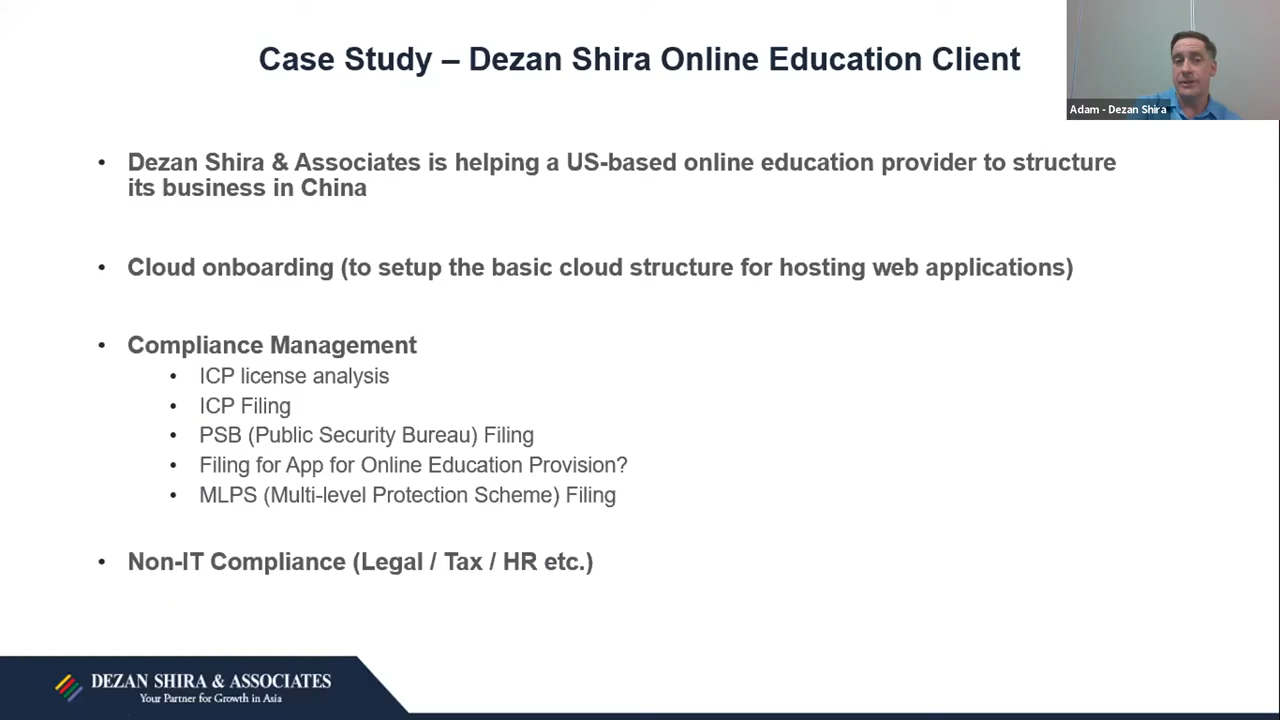 Case Study – Dezan Shira Online Education Client
Adam - Dezan Shira
• Dezan Shira & Associates is helping a US-based online education provider to structure
its business in China
• Cloud onboarding (to setup the basic cloud structure for hosting web applications)
• Compliance Management
• ICP license analysis
• ICP Filing
• PSB (Public Security Bureau) Filing
• Filing for App for Online Education Provision?
• MLPS (Multi-level Protection Scheme) Filing
• Non-IT Compliance (Legal / Tax / HR etc.)
DEZAN SHIRA & ASSOCIATES
Your Partner for Growth in Asia